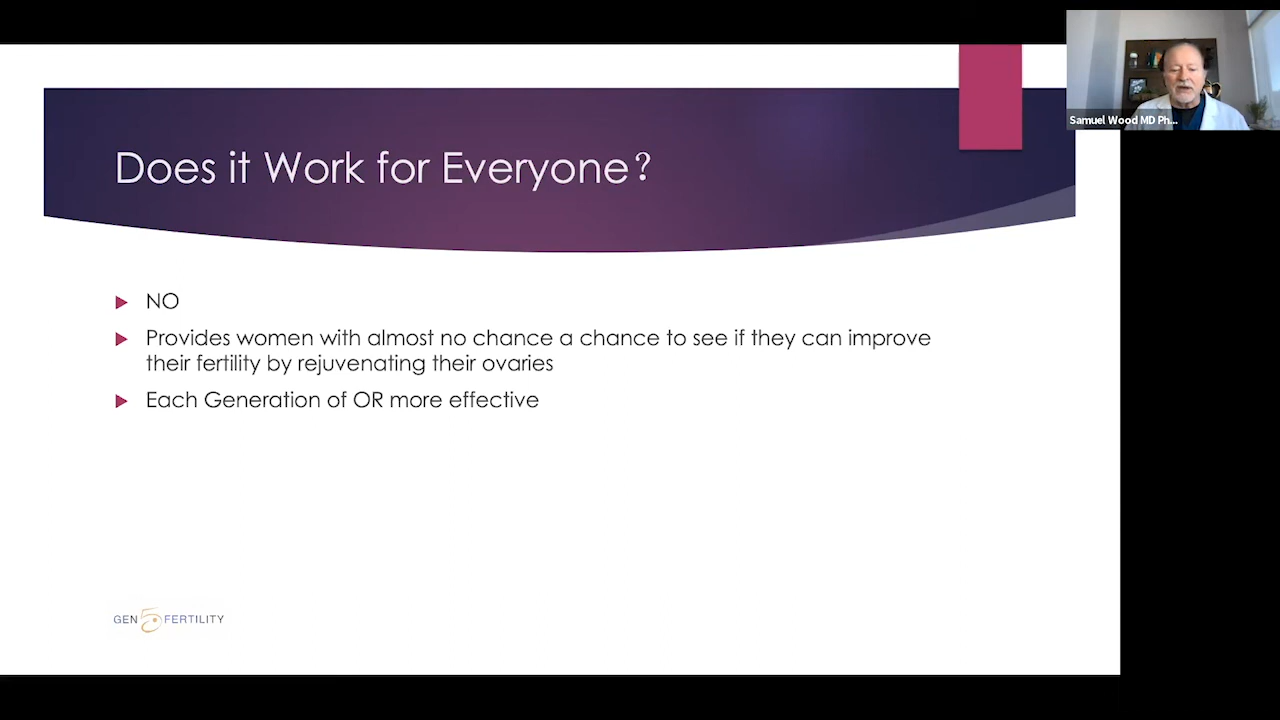 Samuel Wood MD Ph...
Does it Work for Everyone?
NO
Provides women with almost no chance a chance to see if they can improve
their fertility by rejuvenating their ovaries
Each Generation of OR more effective
GEN 5 FERTILITY